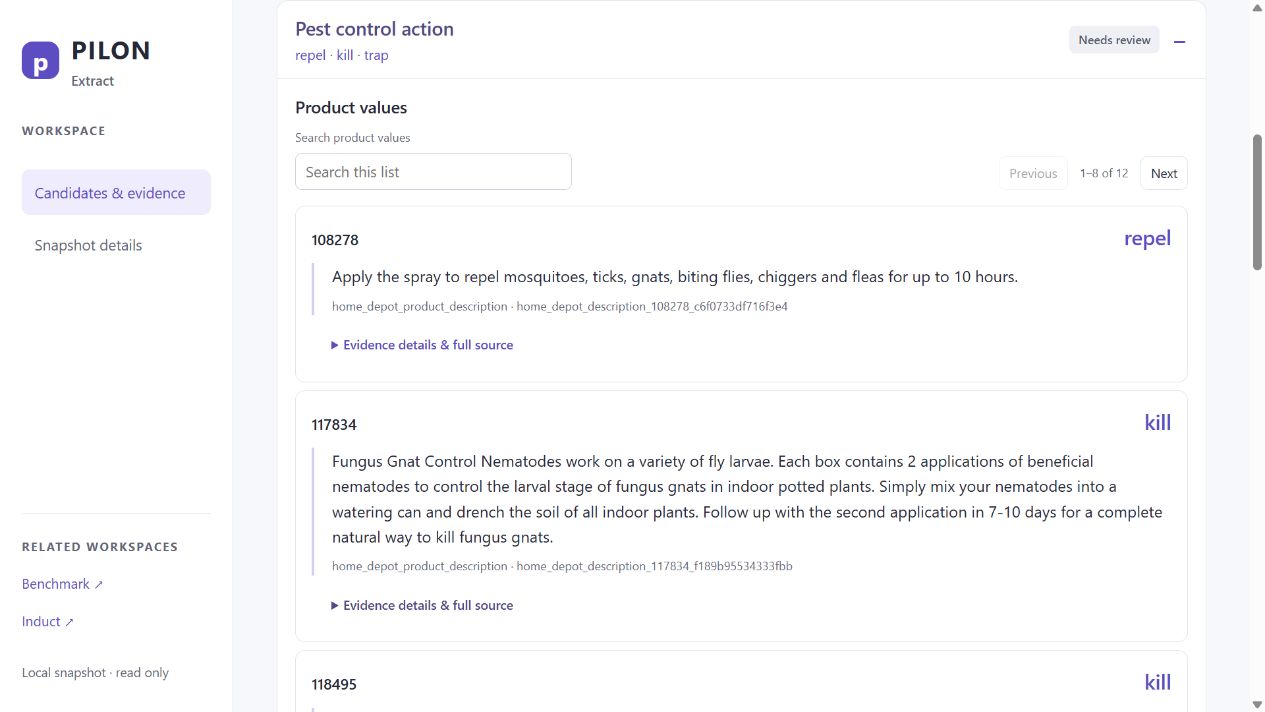 p
PILON
Extract
WORKSPACE
Candidates & evidence
Snapshot details
RELATED WORKSPACES
Benchmark ↗
Induct ↗
Local snapshot · read only
Pest control action
repel · kill · trap
Needs review
Product values
Search product values
Search this list
Previous
1–8 of 12
Next
108278
repel
Apply the spray to repel mosquitoes, ticks, gnats, biting flies, chiggers and fleas for up to 10 hours.
home_depot_product_description · home_depot_description_108278_c6f0733df716f3e4
Evidence details & full source
117834
kill
Fungus Gnat Control Nematodes work on a variety of fly larvae. Each box contains 2 applications of beneficial
nematodes to control the larval stage of fungus gnats in indoor potted plants. Simply mix your nematodes into a
watering can and drench the soil of all indoor plants. Follow up with the second application in 7-10 days for a complete
natural way to kill fungus gnats.
home_depot_product_description · home_depot_description_117834_f189b95534333fbb
Evidence details & full source
118495
kill